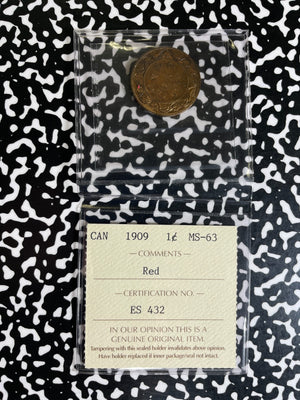 CAN 1909 1¢ MS-63
— COMMENTS —
Red
— CERTIFICATION NO. —
ES 432
IN OUR OPINION THIS IS A
GENUINE ORIGINAL ITEM.
Tampering with this sealed holder invalidates above opinion.
Have holder replaced if inner package/seal not intact.